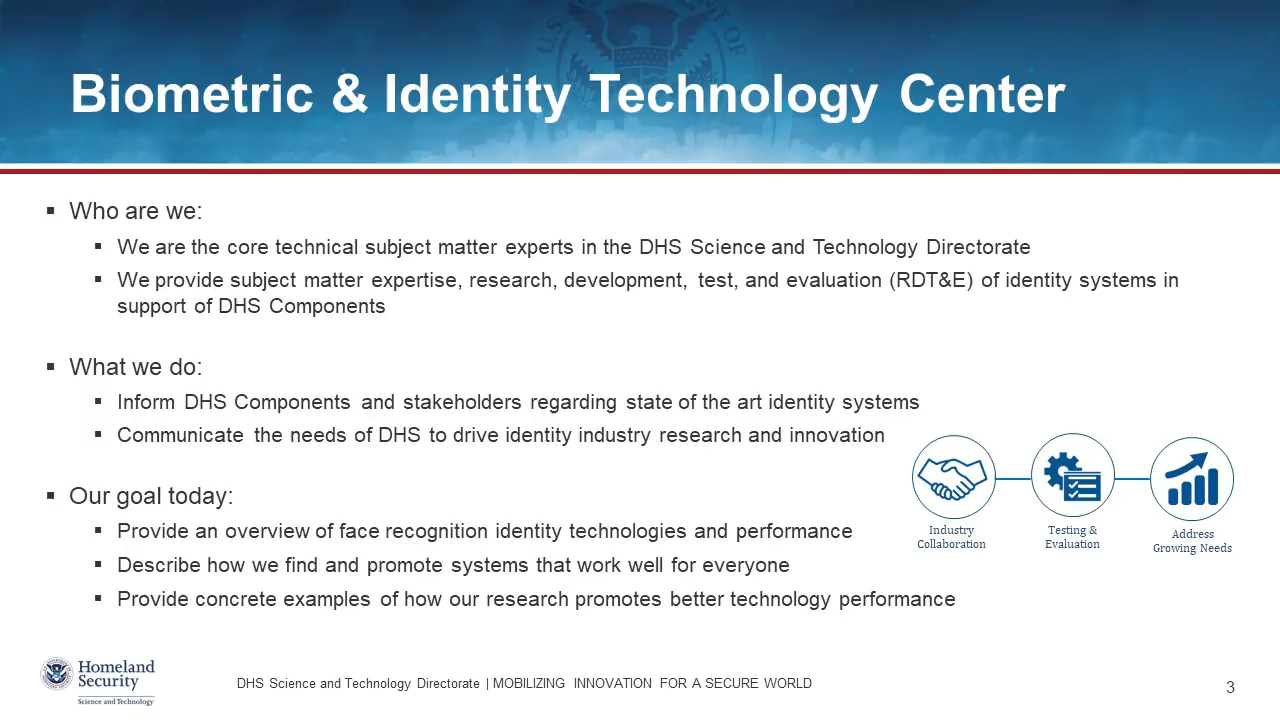 Biometric & Identity Technology Center
▪ Who are we:
▪ We are the core technical subject matter experts in the DHS Science and Technology Directorate
▪ We provide subject matter expertise, research, development, test, and evaluation (RDT&E) of identity systems in
support of DHS Components
▪ What we do:
▪ Inform DHS Components and stakeholders regarding state of the art identity systems
▪ Communicate the needs of DHS to drive identity industry research and innovation
▪ Our goal today:
▪ Provide an overview of face recognition identity technologies and performance
▪ Describe how we find and promote systems that work well for everyone
▪ Provide concrete examples of how our research promotes better technology performance
Industry
Collaboration
Testing &
Evaluation
Address
Growing Needs
Homeland
Security
Science and Technology
DHS Science and Technology Directorate | MOBILIZING INNOVATION FOR A SECURE WORLD
3